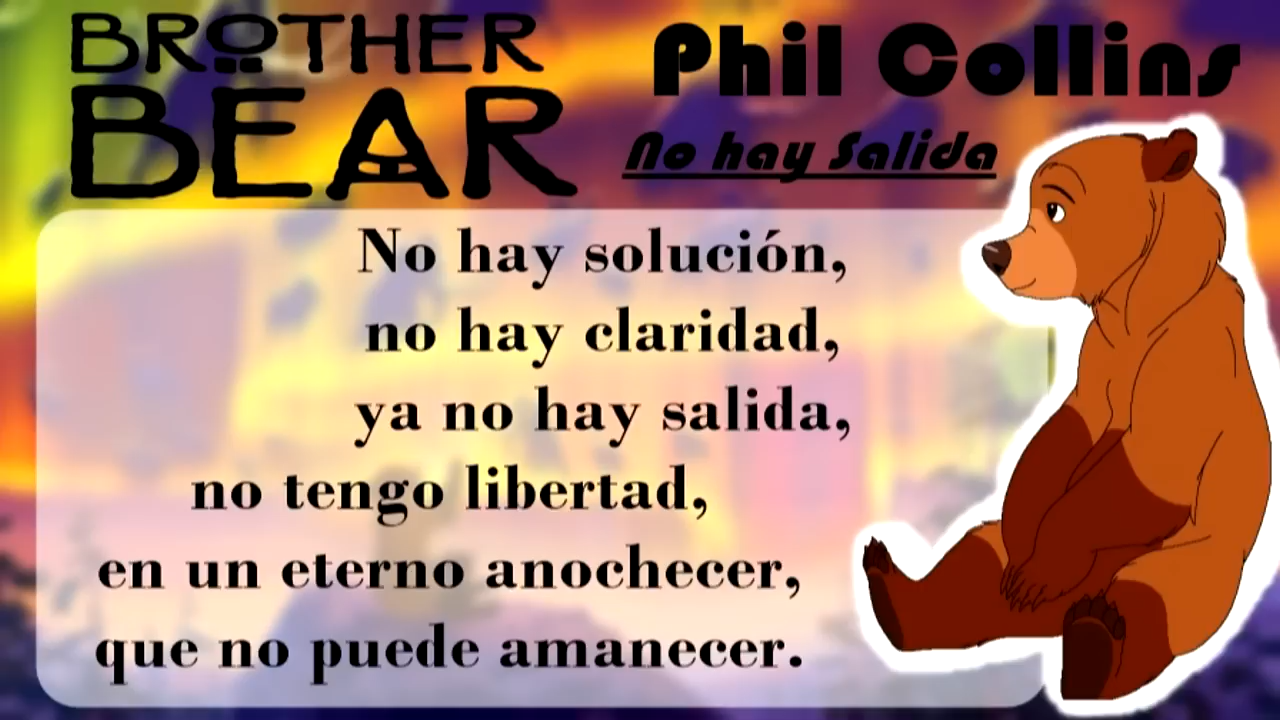 BROTHER
BEAR
Phil Collins
No hay Salida
No hay solución,
no hay claridad,
ya no hay salida,
no tengo libertad,
en un eterno anochecer,
que no puede amanecer.